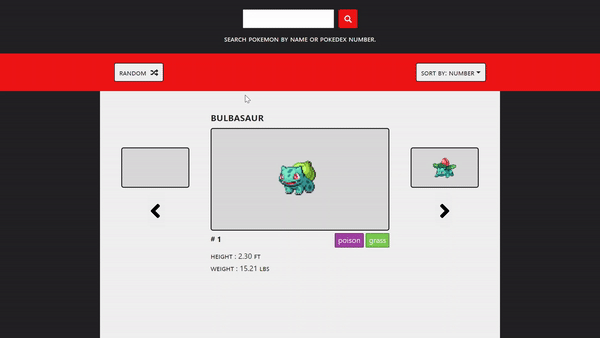 SEARCH POKEMON BY NAME OR POKEDEX NUMBER.
RANDOM
SORT BY: NUMBER
BULBASAUR
# 1
poison grass
HEIGHT : 2.30 FT
WEIGHT : 15.21 LBS